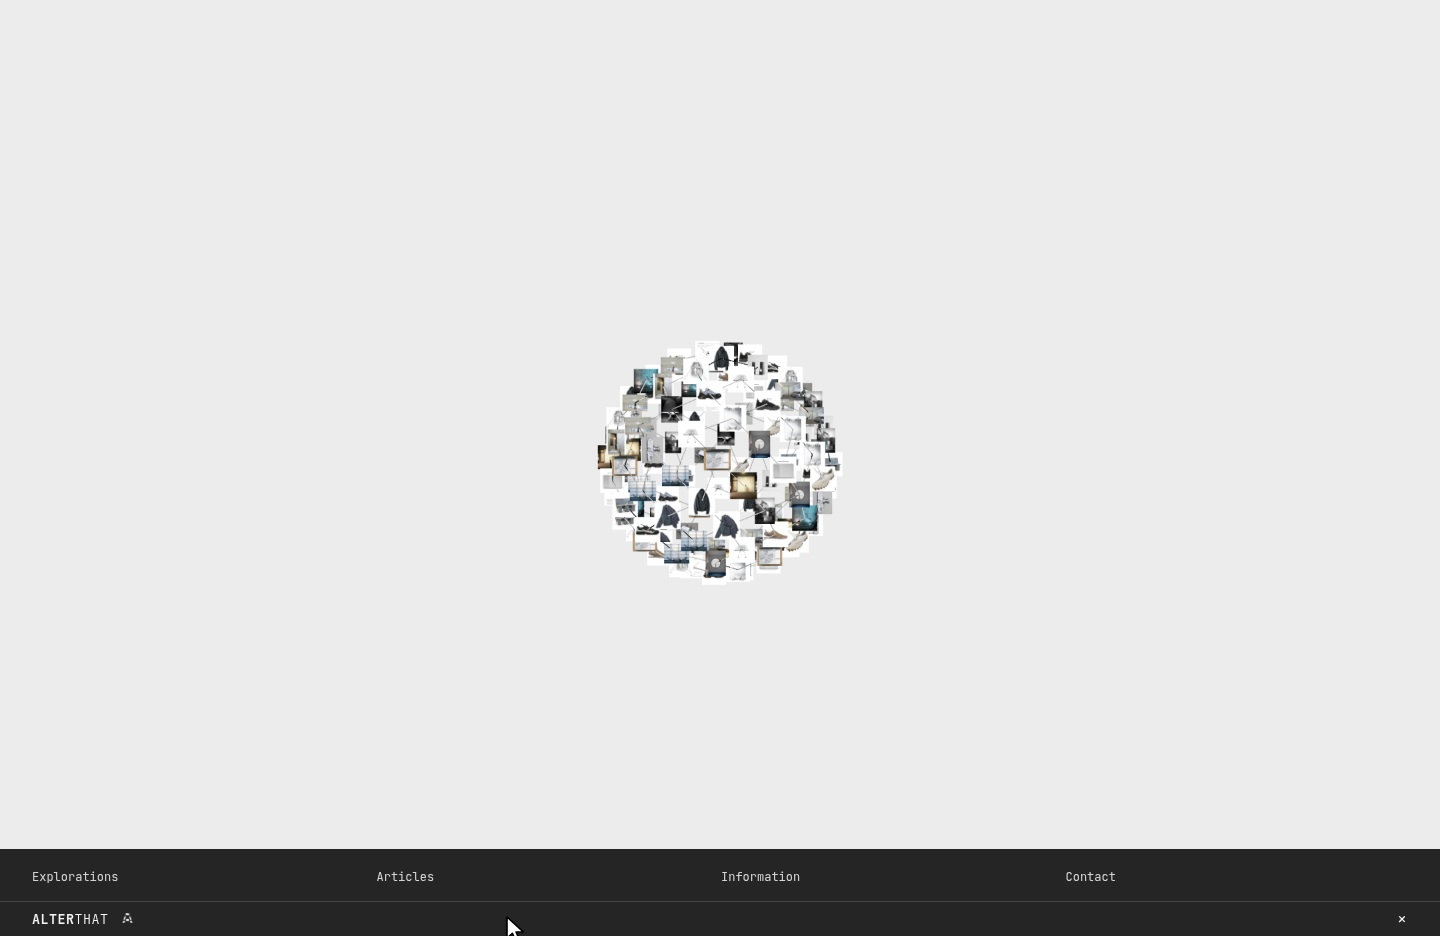 Explorations
Articles
Information
Contact
ALTERTHAT
×